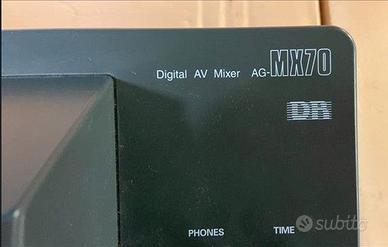 Digital AV Mixer AG-MX70
DR
PHONES TIME
subito